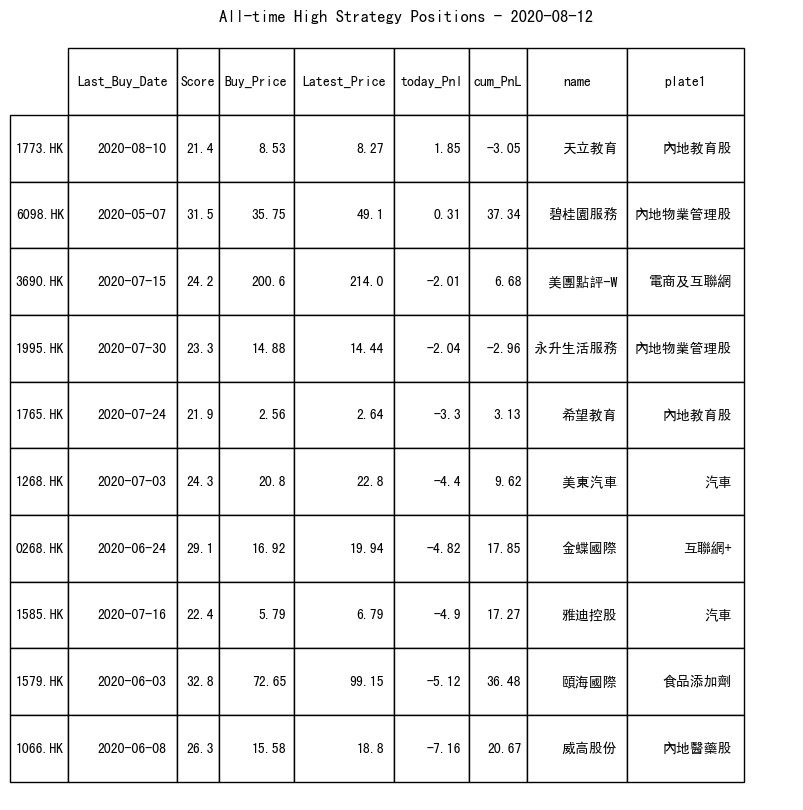 All-time High Strategy Positions - 2020-08-12
Last_Buy_Date Score Buy_Price Latest_Price today_Pnl cum_PnL name plate1
1773.HK 2020-08-10 21.4 8.53 8.27 1.85 -3.05 天立教育 內地教育股
6098.HK 2020-05-07 31.5 35.75 49.1 0.31 37.34 碧桂園服務 內地物業管理股
3690.HK 2020-07-15 24.2 200.6 214.0 -2.01 6.68 美團點評-W 電商及互聯網
1995.HK 2020-07-30 23.3 14.88 14.44 -2.04 -2.96 永升生活服務 內地物業管理股
1765.HK 2020-07-24 21.9 2.56 2.64 -3.3 3.13 希望教育 內地教育股
1268.HK 2020-07-03 24.3 20.8 22.8 -4.4 9.62 美東汽車 汽車
0268.HK 2020-06-24 29.1 16.92 19.94 -4.82 17.85 金蝶國際 互聯網+
1585.HK 2020-07-16 22.4 5.79 6.79 -4.9 17.27 雅迪控股 汽車
1579.HK 2020-06-03 32.8 72.65 99.15 -5.12 36.48 頤海國際 食品添加劑
1066.HK 2020-06-08 26.3 15.58 18.8 -7.16 20.67 威高股份 內地醫藥股